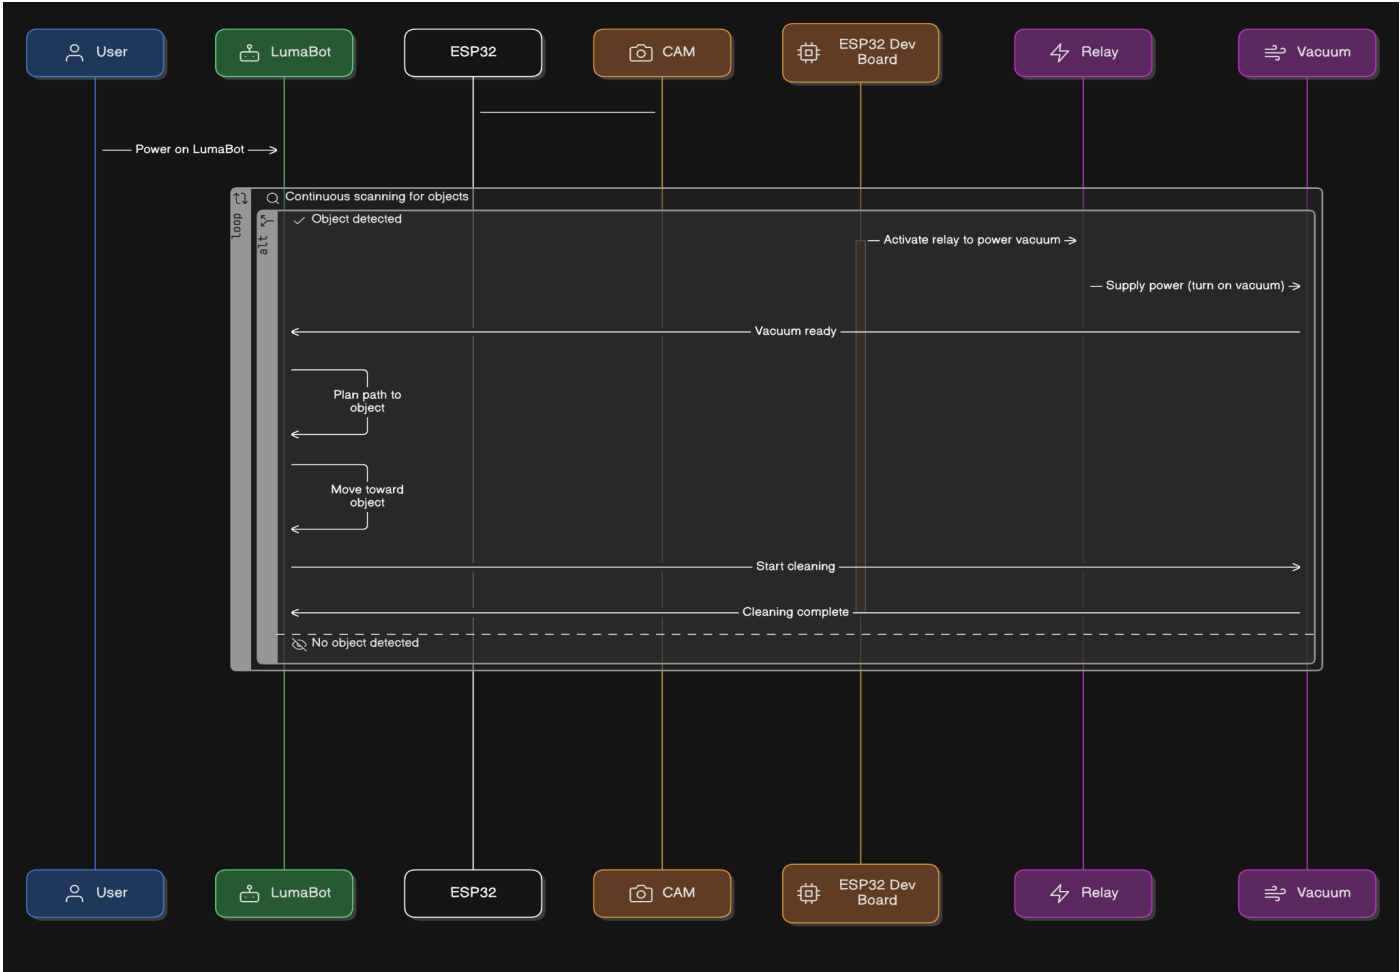 User
LumaBot
ESP32
CAM
ESP32 Dev
Board
Relay
Vacuum
Power on LumaBot
loop
Continuous scanning for objects
alt
Object detected
Activate relay to power vacuum
Supply power (turn on vacuum)
Vacuum ready
Plan path to
object
Move toward
object
Start cleaning
Cleaning complete
No object detected
User
LumaBot
ESP32
CAM
ESP32 Dev
Board
Relay
Vacuum